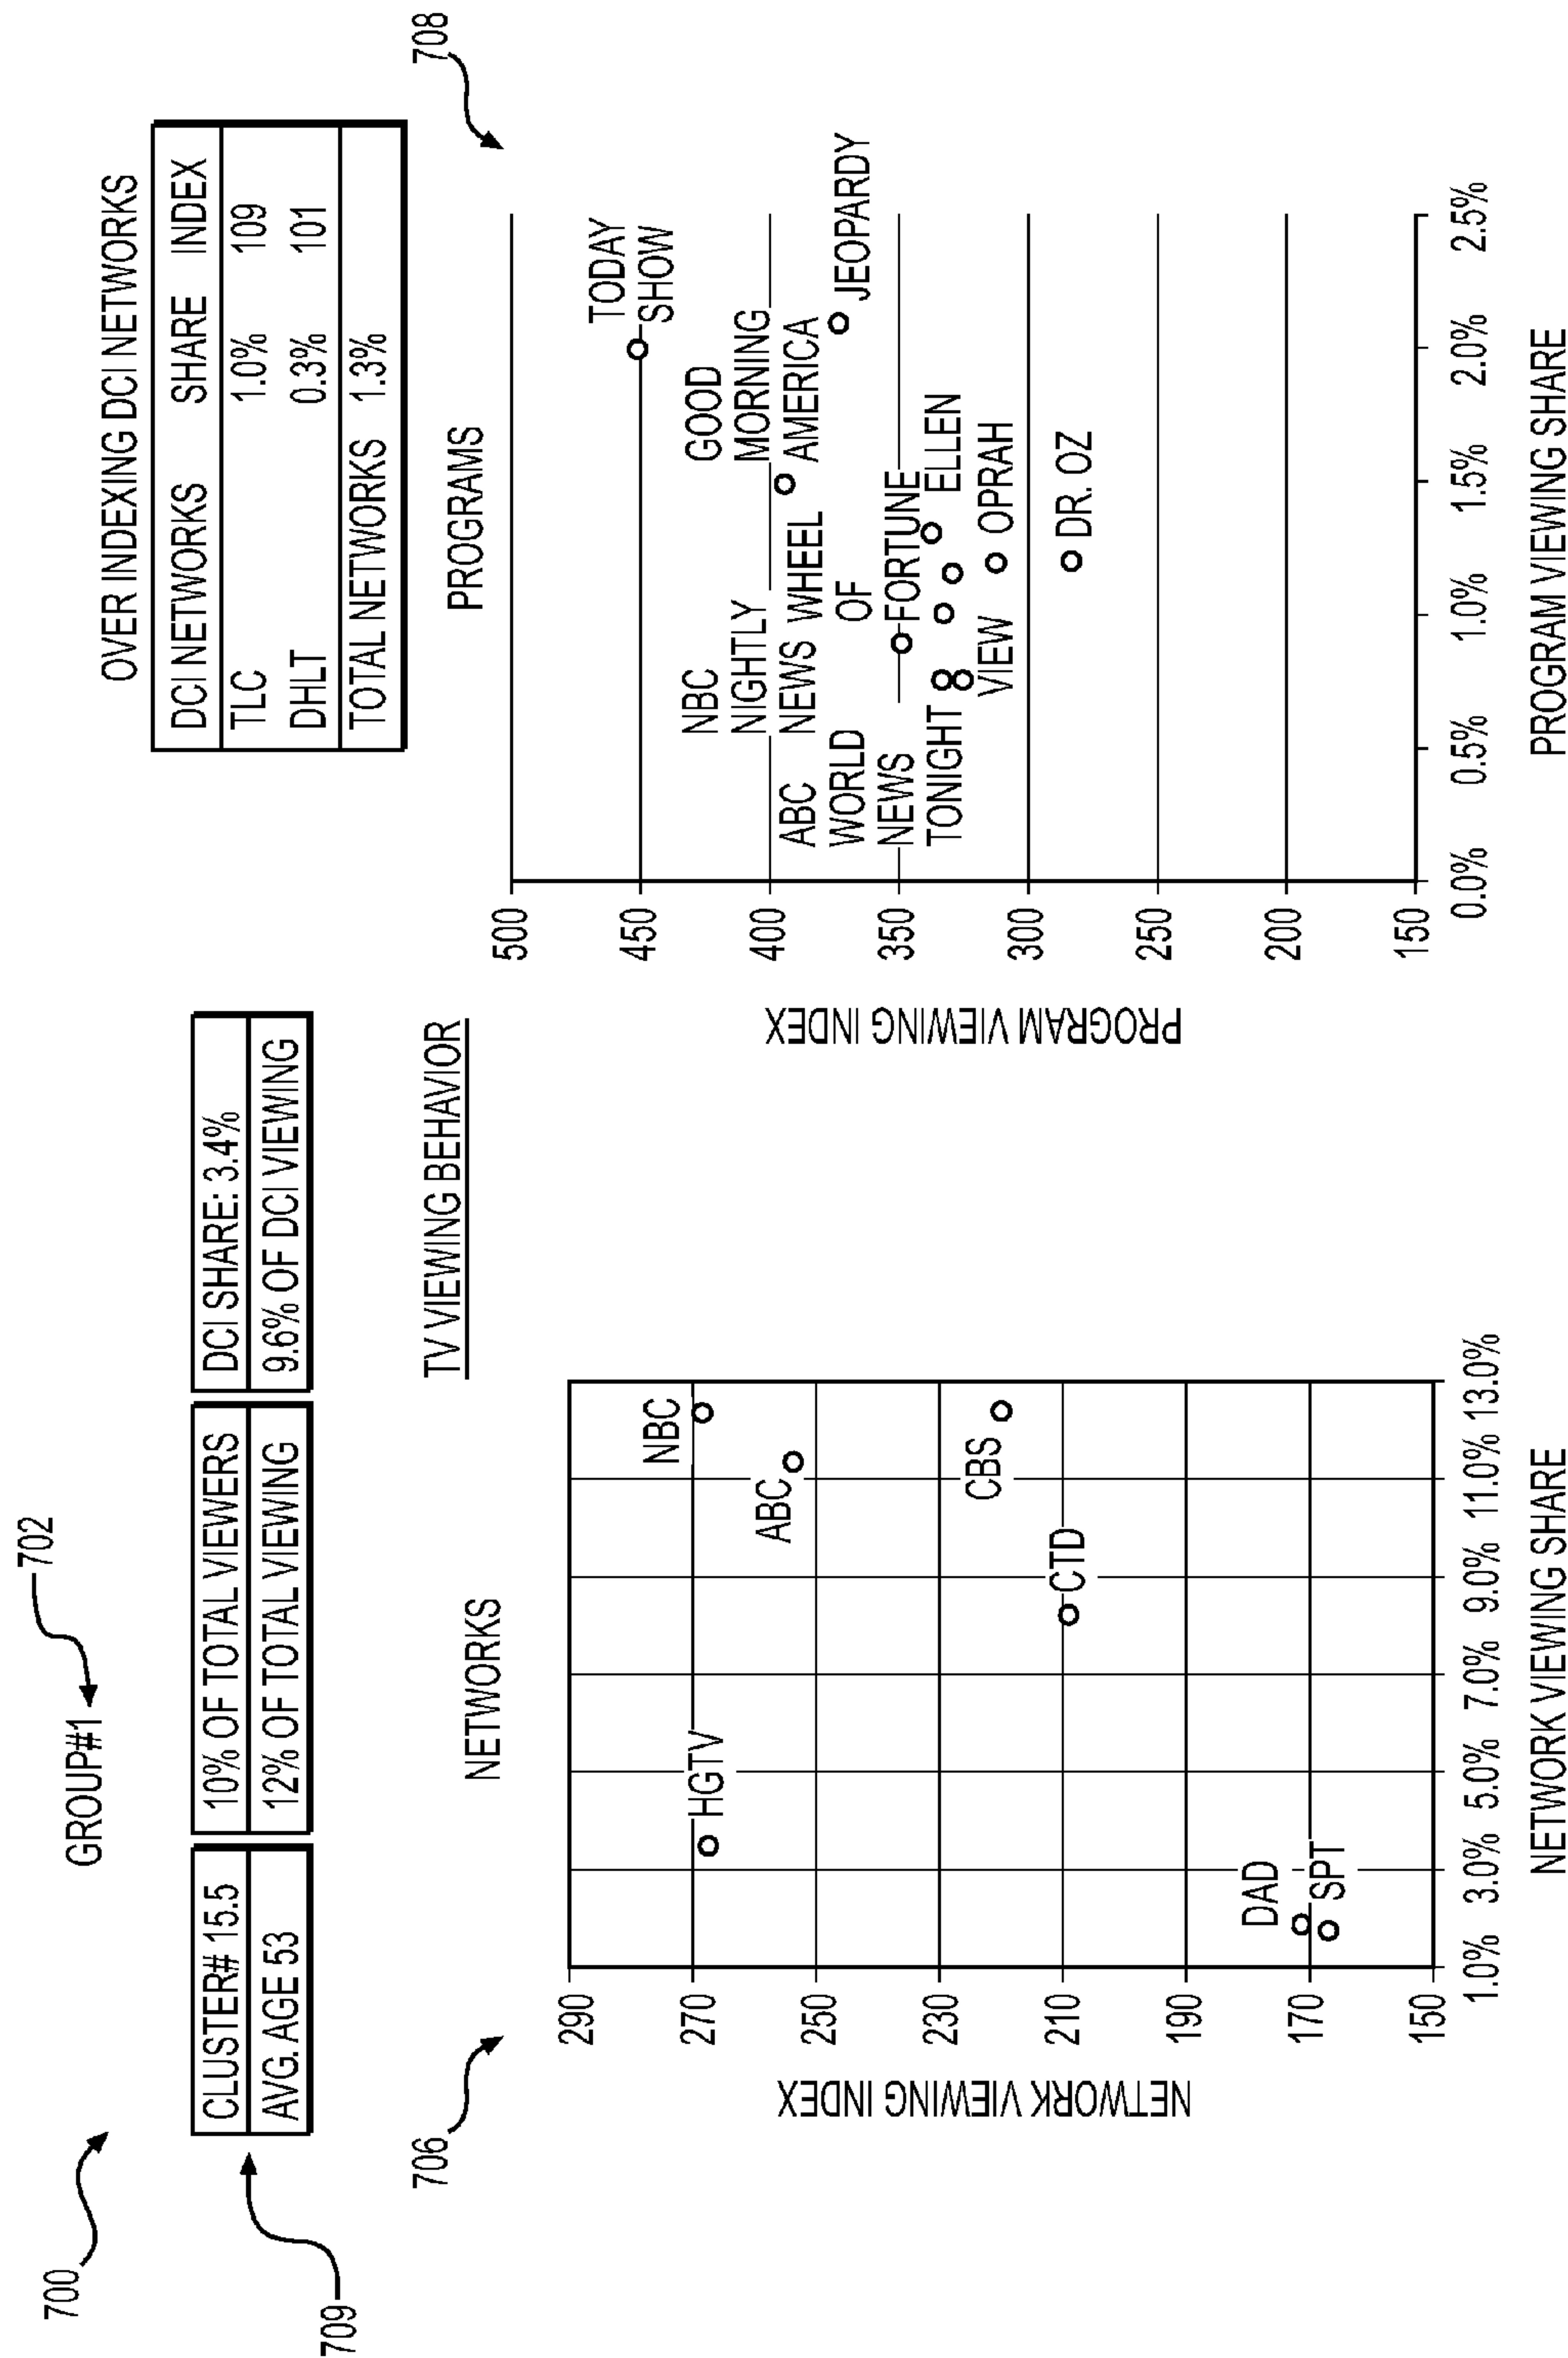 700
GROUP#1
702
709
CLUSTER# 15.5
AVG. AGE 53
10% OF TOTAL VIEWERS
12% OF TOTAL VIEWING
DCI SHARE: 3.4%
9.6% OF DCI VIEWING
OVER INDEXING DCI NETWORKS
DCI NETWORKS SHARE INDEX
TLC 1.0% 109
DHLT 0.3% 101
TOTAL NETWORKS 1.3%
TV VIEWING BEHAVIOR
706
NETWORKS
NETWORK VIEWING INDEX
290
270
250
230
210
190
170
150
HGTV
NBC
ABC
CBS
CTD
DAD
SPT
1.0% 3.0% 5.0% 7.0% 9.0% 11.0% 13.0%
NETWORK VIEWING SHARE
708
PROGRAMS
PROGRAM VIEWING INDEX
500
450
400
350
300
250
200
150
TODAY
SHOW
GOOD
MORNING
AMERICA
JEOPARDY
NBC
NIGHTLY
NEWS
WHEEL
OF
FORTUNE
ABC
WORLD
NEWS
TONIGHT
ELLEN
VIEW
OPRAH
DR. OZ
0.0% 0.5% 1.0% 1.5% 2.0% 2.5%
PROGRAM VIEWING SHARE